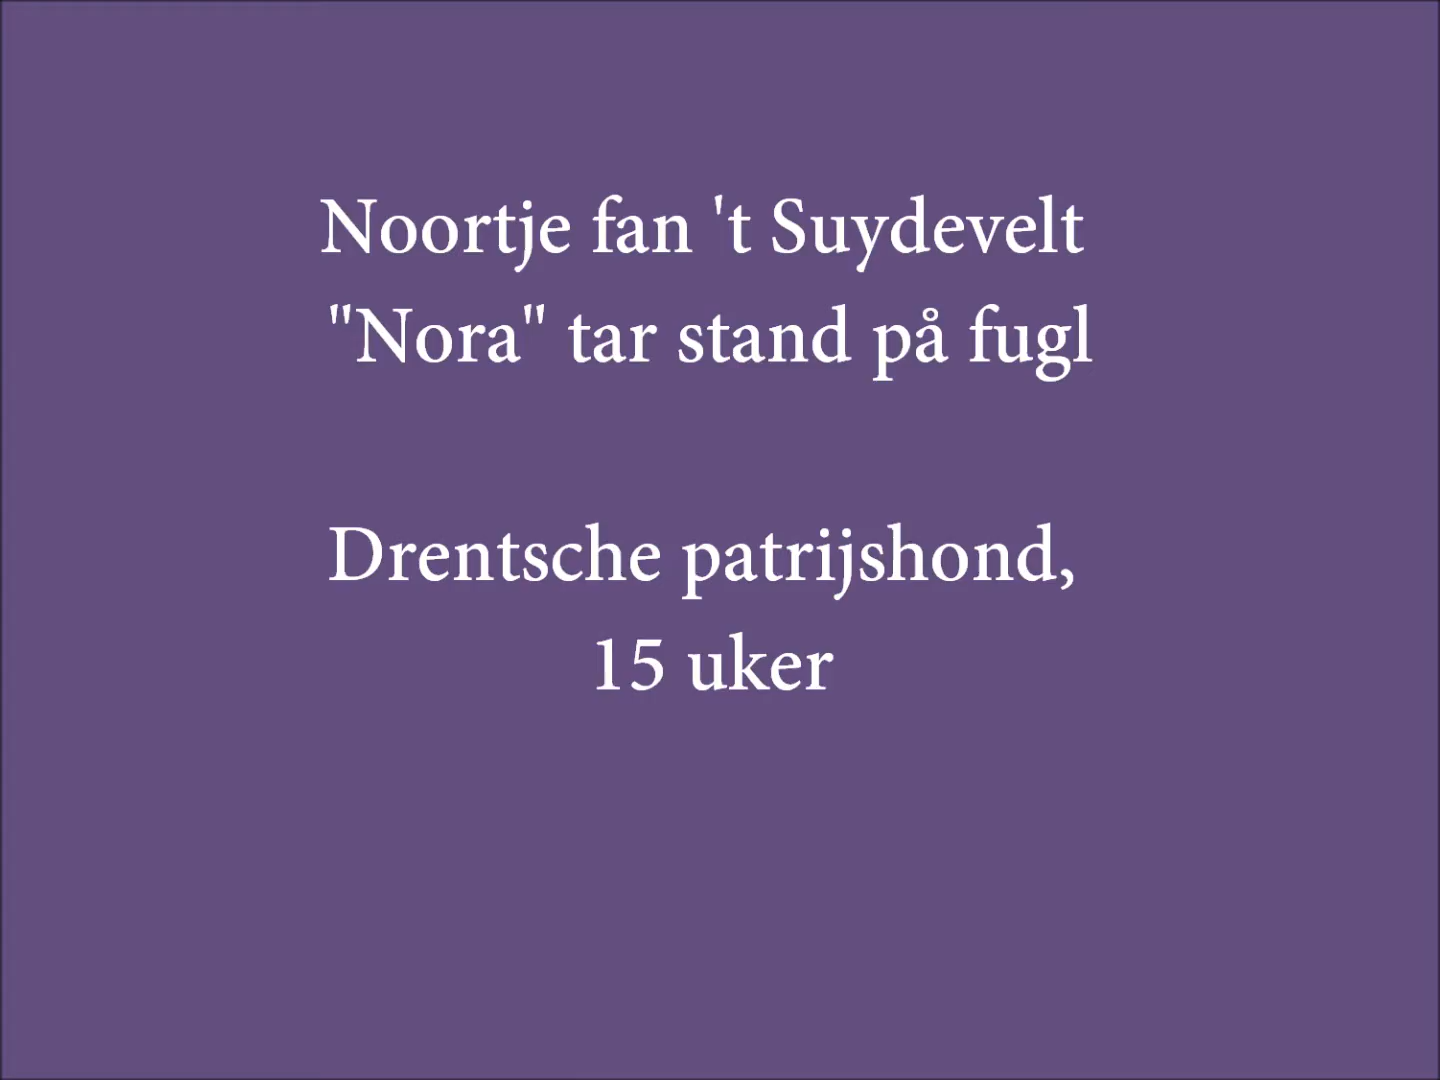 Noortje fan 't Suydevelt
"Nora" tar stand på fugl
Drentsche patrijshond,
15 uker